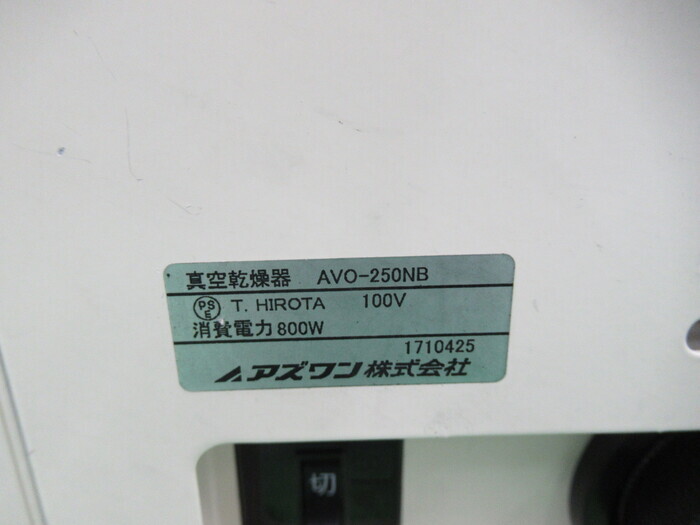 真空乾燥器 AVO-250NB
PSE T. HIROTA 100V
消費電力 800W
1710425
アズワン株式会社
切